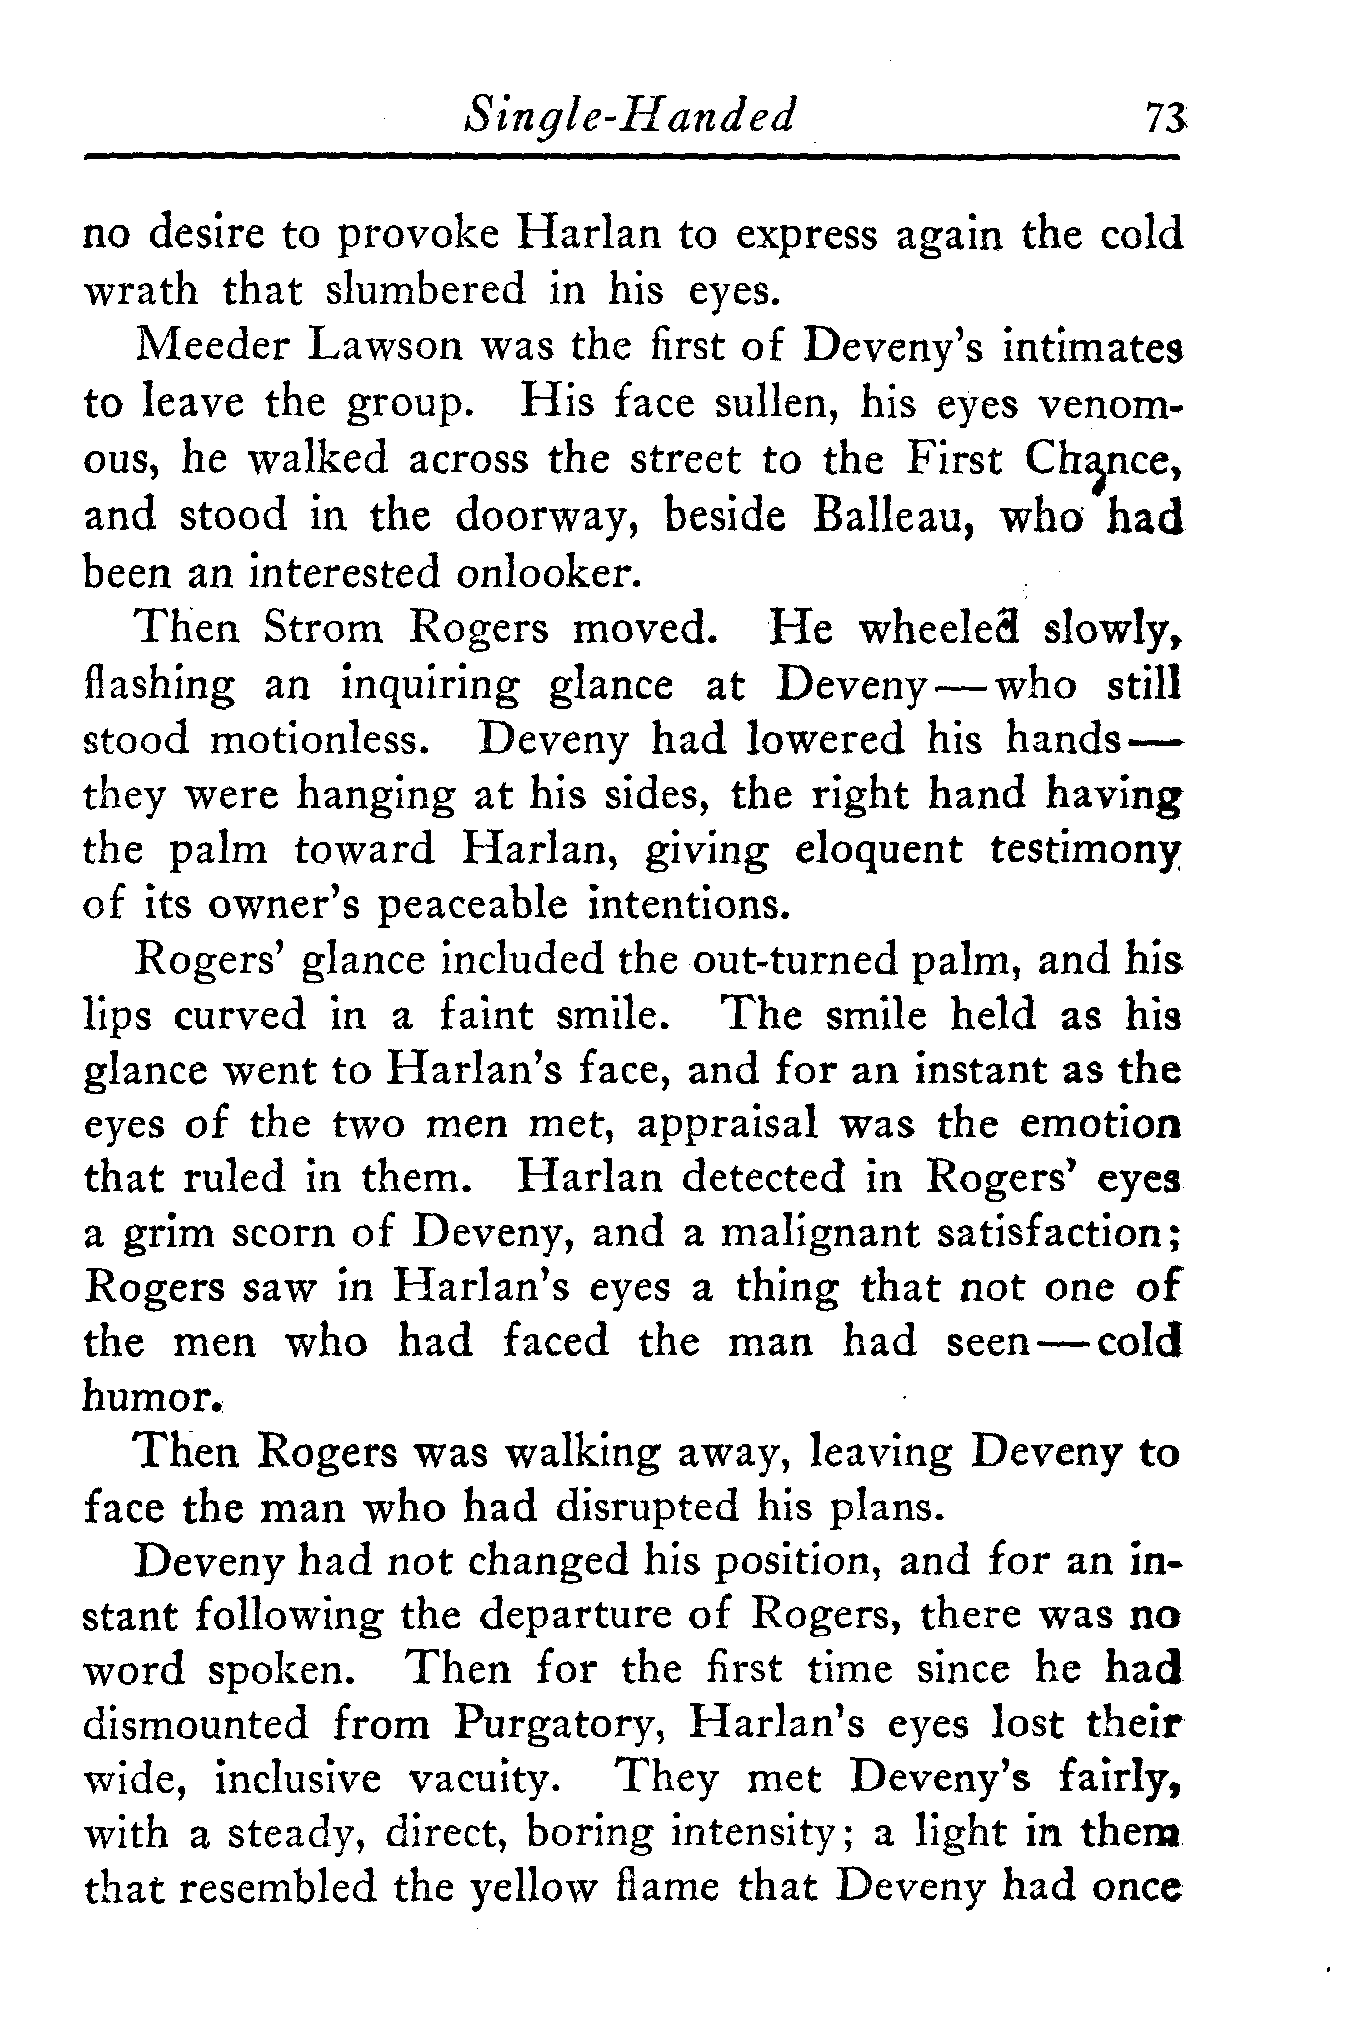 Single-Handed 73
no desire to provoke Harlan to express again the cold
wrath that slumbered in his eyes.
Meeder Lawson was the first of Deveny's intimates
to leave the group. His face sullen, his eyes venom-
ous, he walked across the street to the First Chance,
and stood in the doorway, beside Balleau, who had
been an interested onlooker.
Then Strom Rogers moved. He wheeled slowly,
flashing an inquiring glance at Deveny—who still
stood motionless. Deveny had lowered his hands—
they were hanging at his sides, the right hand having
the palm toward Harlan, giving eloquent testimony
of its owner's peaceable intentions.
Rogers' glance included the out-turned palm, and his
lips curved in a faint smile. The smile held as his
glance went to Harlan's face, and for an instant as the
eyes of the two men met, appraisal was the emotion
that ruled in them. Harlan detected in Rogers' eyes
a grim scorn of Deveny, and a malignant satisfaction;
Rogers saw in Harlan's eyes a thing that not one of
the men who had faced the man had seen—cold
humor.
Then Rogers was walking away, leaving Deveny to
face the man who had disrupted his plans.
Deveny had not changed his position, and for an in-
stant following the departure of Rogers, there was no
word spoken. Then for the first time since he had
dismounted from Purgatory, Harlan's eyes lost their
wide, inclusive vacuity. They met Deveny's fairly,
with a steady, direct, boring intensity; a light in them
that resembled the yellow flame that Deveny had once